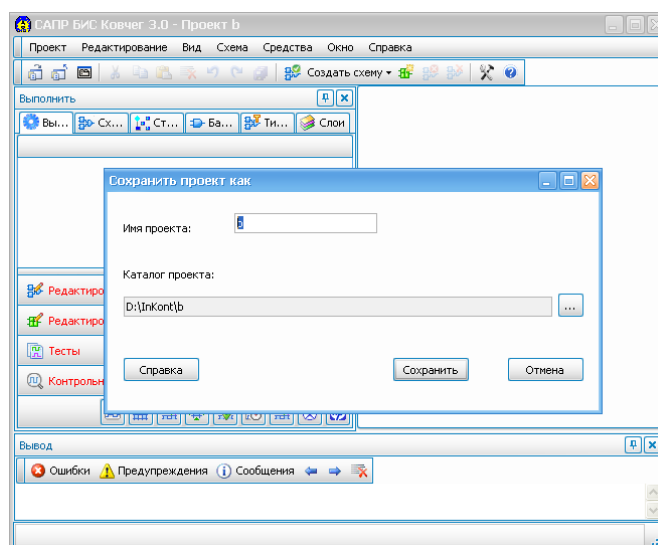 САПР БИС Ковчег 3.0 - Проект b
Проект Редактирование Вид Схема Средства Окно Справка
Создать схему
Выполнить
Вы... Сх... Ст... Ба... Ти... Слои
Сохранить проект как
Имя проекта: b
Каталог проекта:
D:\InKont\b ...
Справка Сохранить Отмена
Редактиро
Редактиро
Тесты
Контрольн
Вывод
Ошибки Предупреждения Сообщения